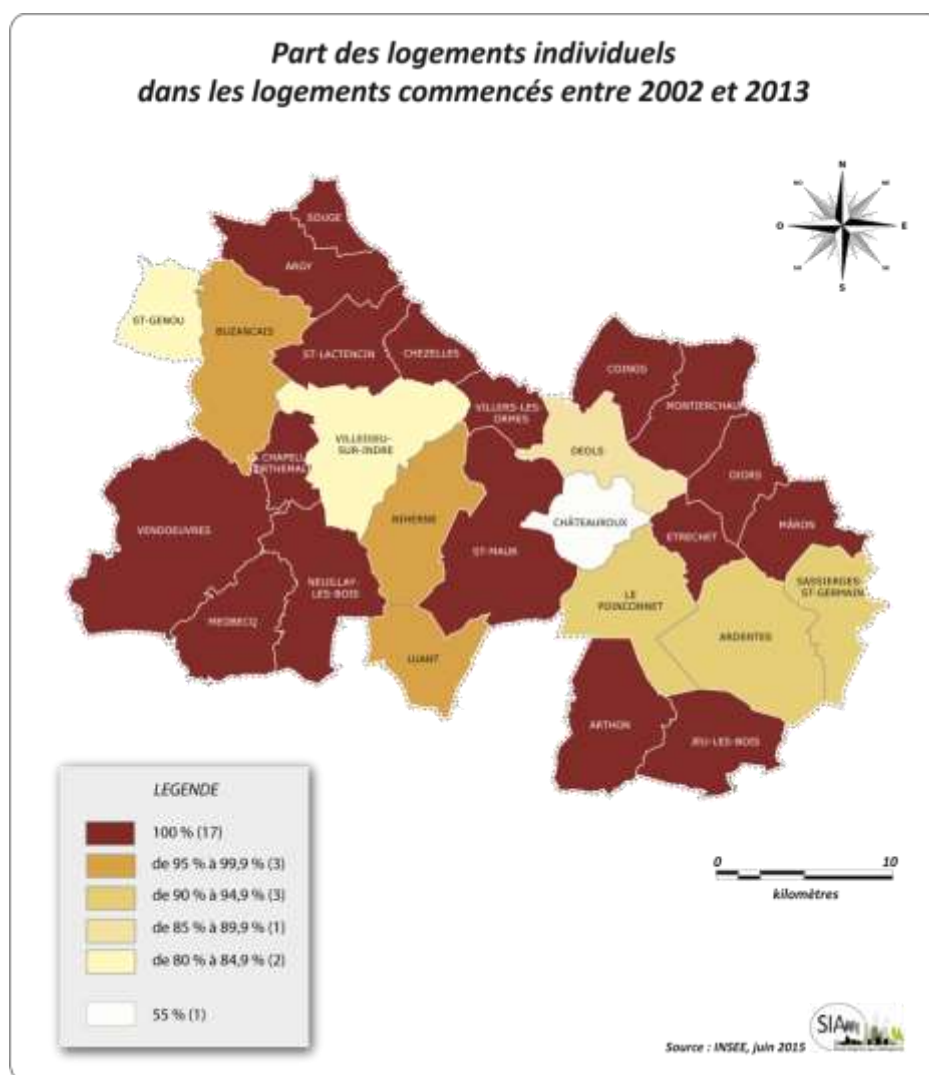 Part des logements individuels
dans les logements commencés entre 2002 et 2013
N
O
E
S
SOUGE
ARGY
ST-GENOU
BUZANCAIS
ST-LACTENCIN
CHEZELLES
COINGS
MONTIERCHAUME
VILLERS-LES-
ORMES
DEOLS
DIORS
VILLEDIEU-
SUR-INDRE
LA CHAPELLE
ORTHEMALE
NIHERNE
CHÂTEAUROUX
ETRECHET
MÂRON
VENDOEUVRES
ST-MAUR
NEUILLAY-
LES-BOIS
SASSIERGES-
ST-GERMAIN
LE
POINCONNET
MEOBECQ
ARDENTES
LUANT
ARTHON
JEU-LES-BOIS
LEGENDE
100 % (17)
de 95 % à 99,9 % (3)
de 90 % à 94,9 % (3)
de 85 % à 89,9 % (1)
de 80 % à 84,9 % (2)
55 % (1)
0 10
kilomètres
SIA
Source : INSEE, juin 2015